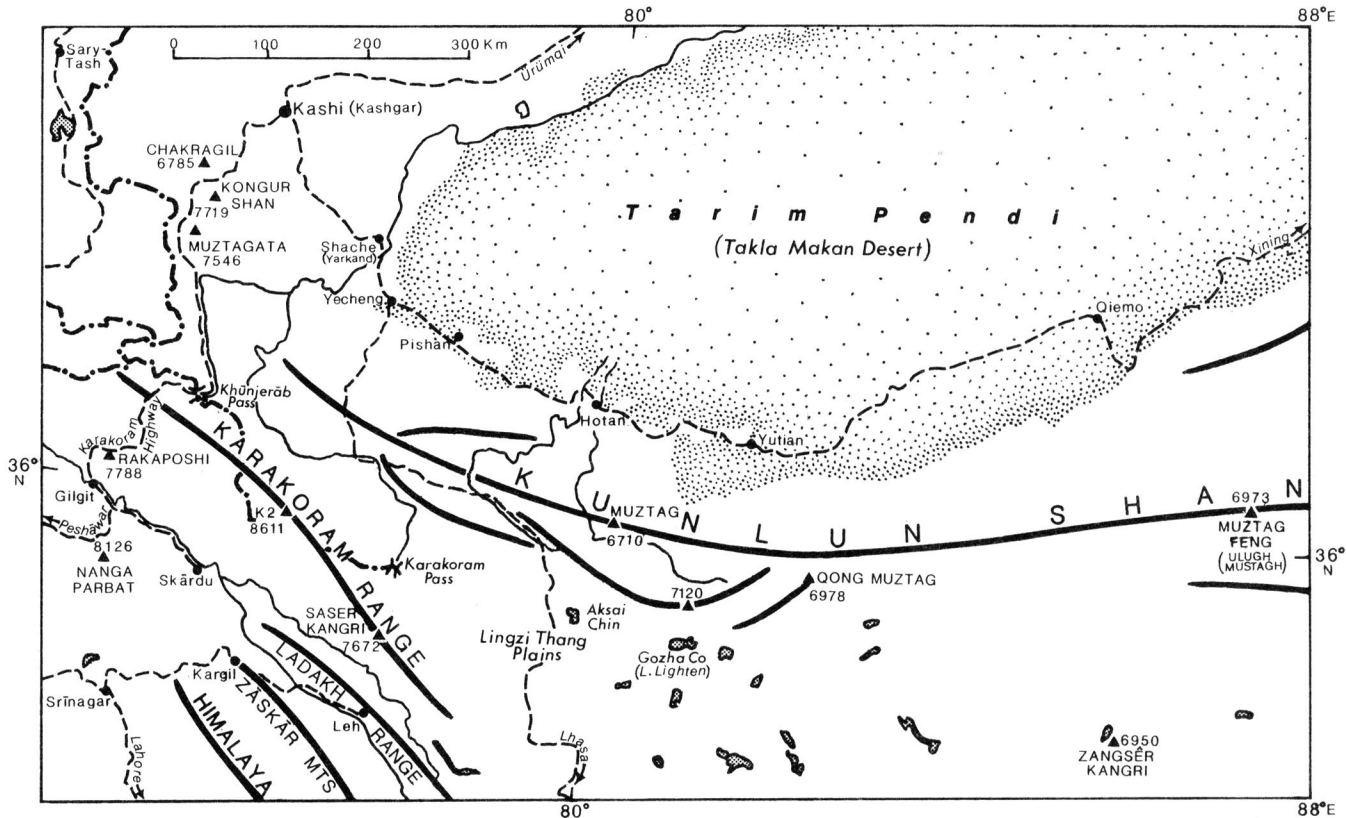 80°
88°E
0 100 200 300 Km
Sary-
Tash
Ürümqi
Kashi (Kashgar)
CHAKRAGIL
6785
KONGUR
SHAN
7719
MUZTAGATA
7546
Shache
(Yarkand)
Tarim Pendi
(Takla Makan Desert)
Xining
Yecheng
Pishan
Qiemo
Khūnjerāb
Pass
Karakoram
Highway
Hotan
Yutian
36°
N
RAKAPOSHI
7788
Gilgit
KARAKORAM RANGE
KUNLUN SHAN
K2
8611
MUZTAG
6710
6973
MUZTAG
FENG
(ULUGH
MUSTAGH)
36°
N
Peshāwar
8126
NANGA
PARBAT
Skārdu
Karakoram
Pass
QONG MUZTAG
6978
7120
Aksai
Chin
SASER
KANGRI
7672
Lingzi Thang
Plains
Gozha Co
(L. Lighten)
Kargil
LADAKH RANGE
Srīnagar
ZĀSKĀR MTS
HIMALAYA
Leh
Lahore
Lhasa
6950
ZANGSÊR
KANGRI
80°
88°E